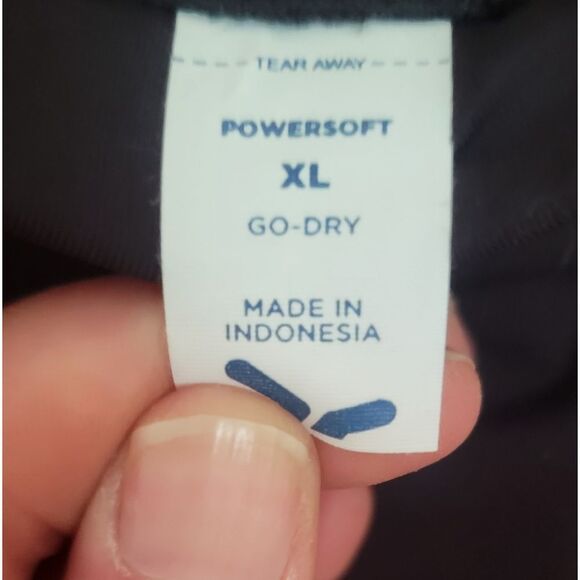 TEAR AWAY
POWERSOFT
XL
GO-DRY
MADE IN
INDONESIA